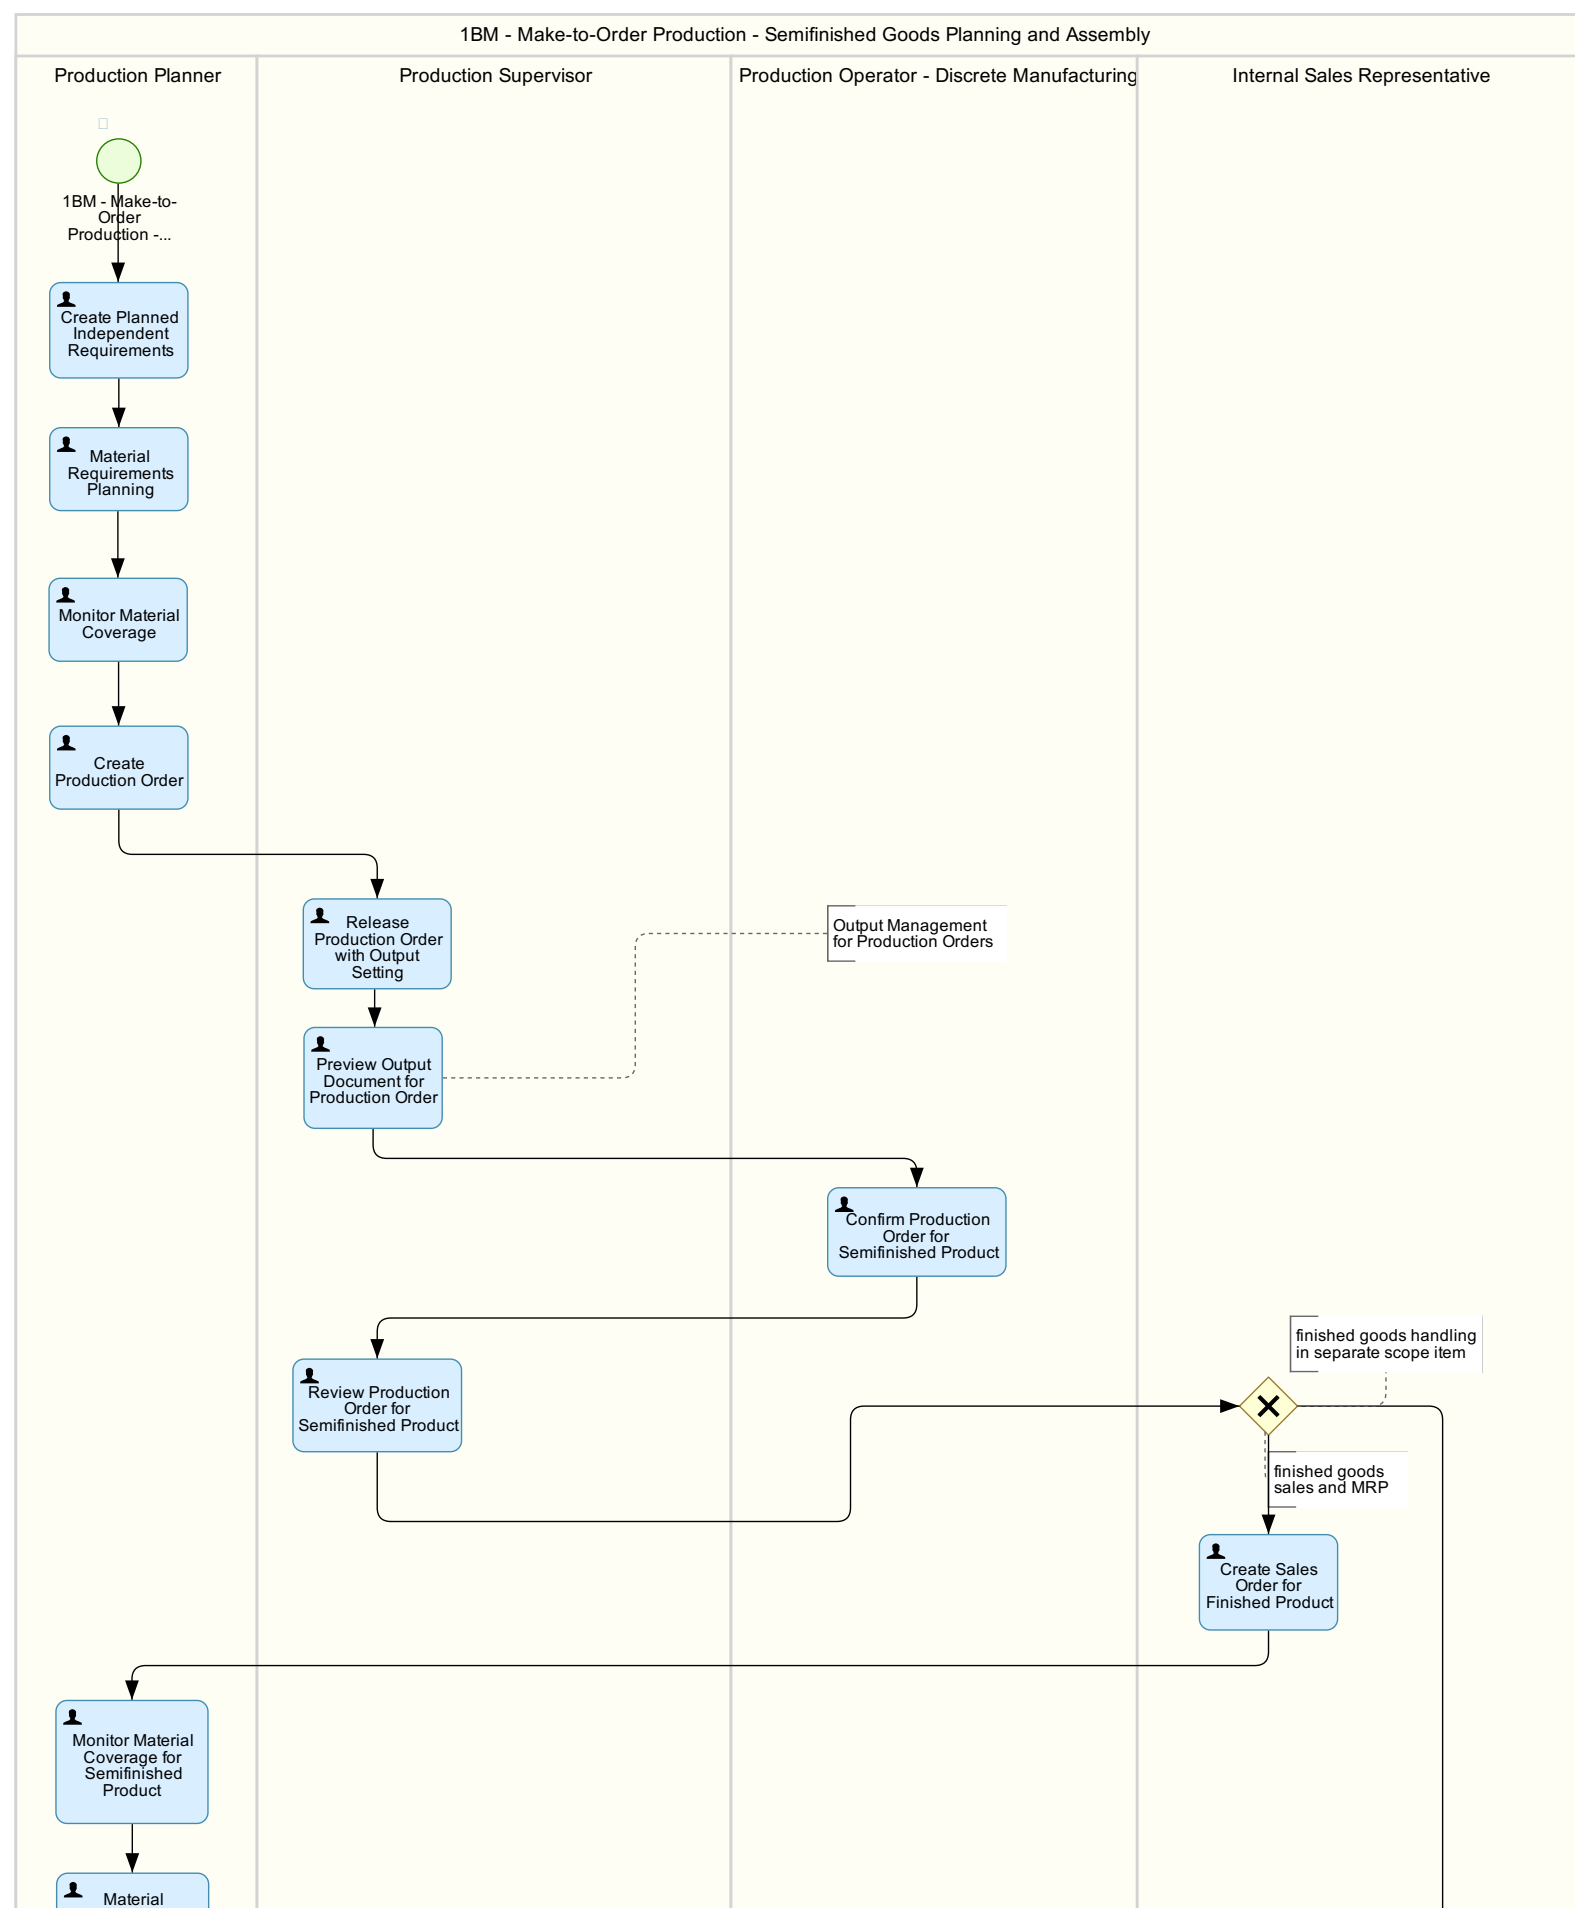 1BM - Make-to-Order Production - Semifinished Goods Planning and Assembly
Production Planner
Production Supervisor
Production Operator - Discrete Manufacturing
Internal Sales Representative
1BM - Make-to-
Order
Production -...
Create Planned
Independent
Requirements
Material
Requirements
Planning
Monitor Material
Coverage
Create
Production Order
Release
Production Order
with Output
Setting
Output Management
for Production Orders
Preview Output
Document for
Production Order
Confirm Production
Order for
Semifinished Product
finished goods handling
in separate scope item
Review Production
Order for
Semifinished Product
finished goods
sales and MRP
Create Sales
Order for
Finished Product
Monitor Material
Coverage for
Semifinished
Product
Material